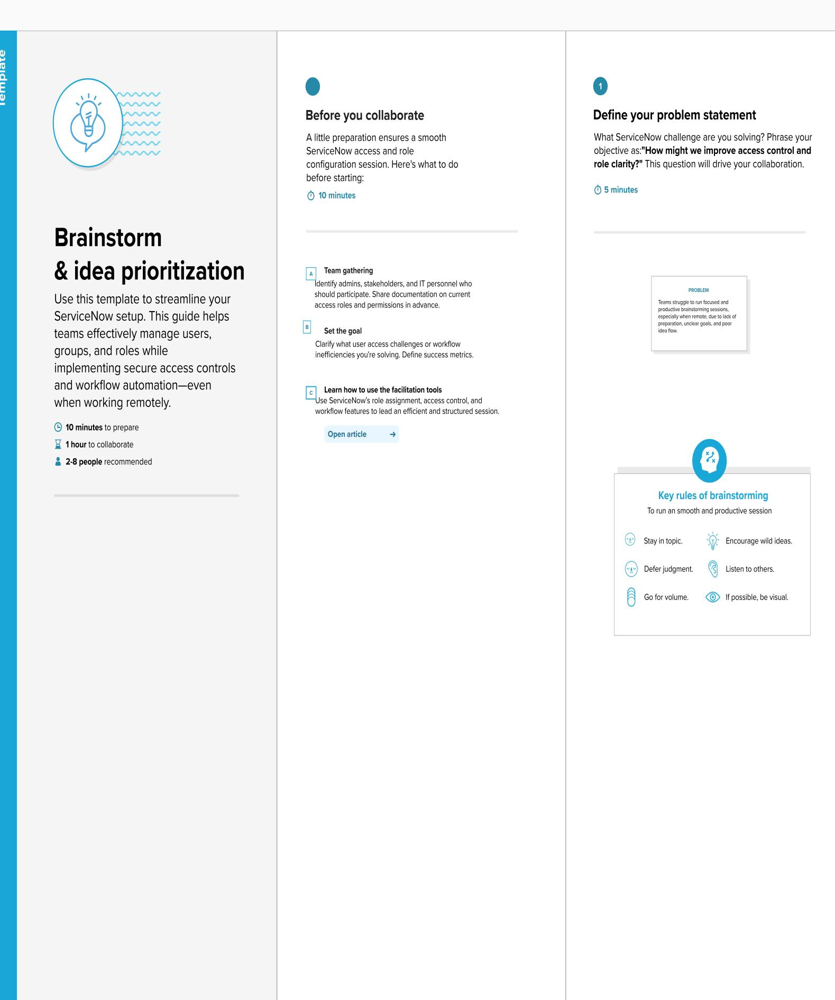 Template
Brainstorm
& idea prioritization
Use this template to streamline your
ServiceNow setup. This guide helps
teams effectively manage users,
groups, and roles while
implementing secure access controls
and workflow automation—even
when working remotely.
10 minutes to prepare
1 hour to collaborate
2-8 people recommended
Before you collaborate
A little preparation ensures a smooth
ServiceNow access and role
configuration session. Here's what to do
before starting:
10 minutes
A
Team gathering
Identify admins, stakeholders, and IT personnel who
should participate. Share documentation on current
access roles and permissions in advance.
B
Set the goal
Clarify what user access challenges or workflow
inefficiencies you're solving. Define success metrics.
C
Learn how to use the facilitation tools
Use ServiceNow’s role assignment, access control, and
workflow features to lead an efficient and structured session.
Open article
1
Define your problem statement
What ServiceNow challenge are you solving? Phrase your
objective as:"How might we improve access control and
role clarity?" This question will drive your collaboration.
5 minutes
PROBLEM
Teams struggle to run focused and
productive brainstorming sessions,
especially when remote, due to lack of
preparation, unclear goals, and poor
idea flow.
Key rules of brainstorming
To run an smooth and productive session
Stay in topic.
Encourage wild ideas.
Defer judgment.
Listen to others.
Go for volume.
If possible, be visual.